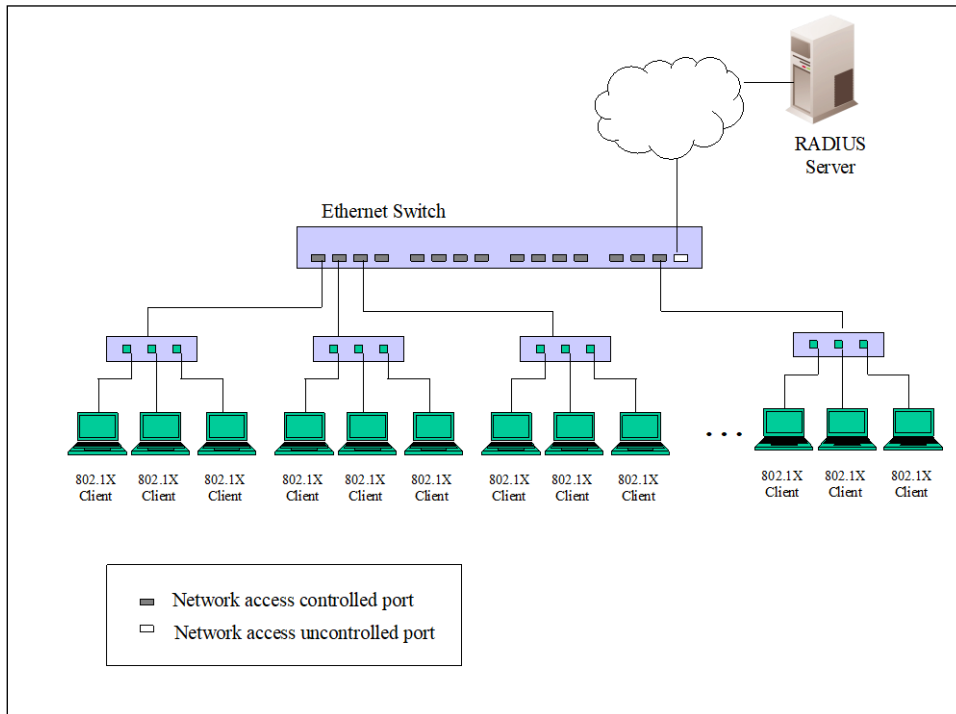 RADIUS
Server
Ethernet Switch
802.1X
Client
802.1X
Client
802.1X
Client
802.1X
Client
802.1X
Client
802.1X
Client
802.1X
Client
802.1X
Client
802.1X
Client
. . .
802.1X
Client
802.1X
Client
802.1X
Client
Network access controlled port
Network access uncontrolled port